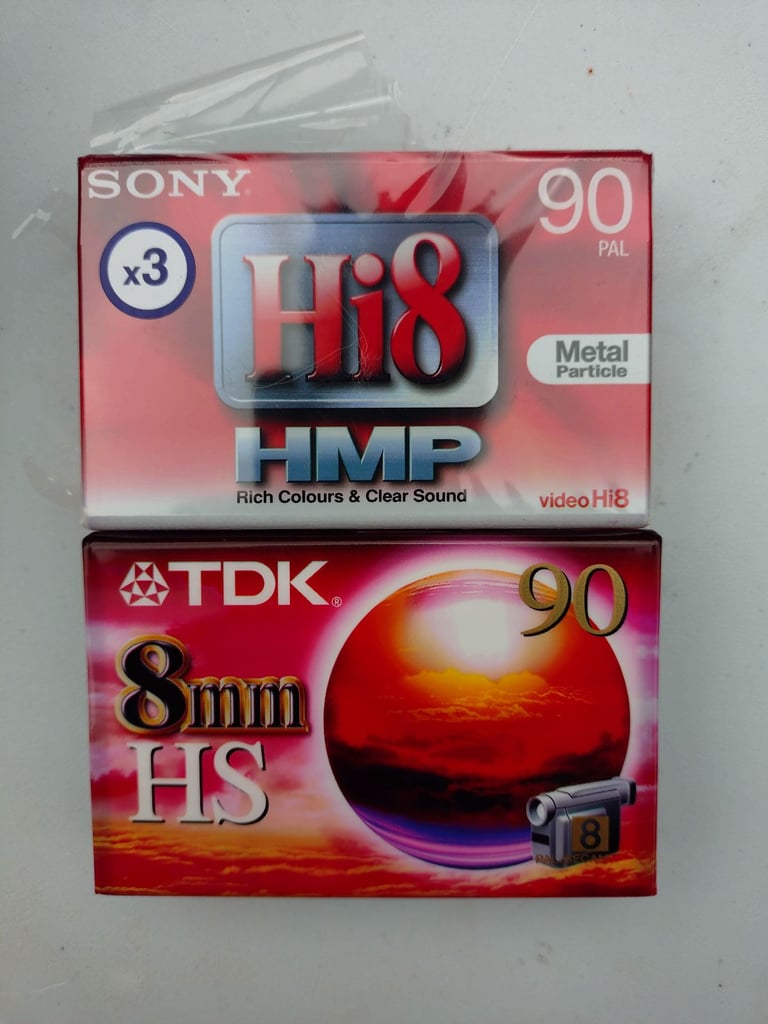 SONY
90
PAL
x3
Hi8
Metal
Particle
HMP
Rich Colours & Clear Sound
video Hi8
TDK®
90
8mm
HS
8